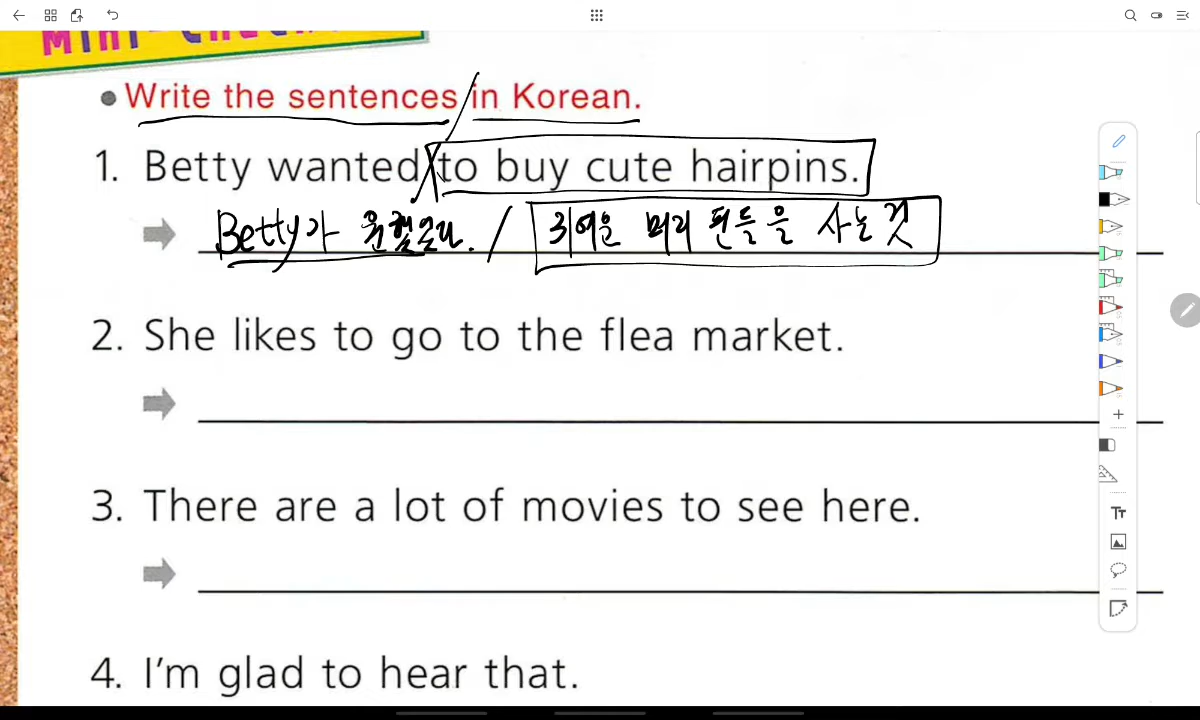 MINI-CHECK
● Write the sentences in Korean.
1. Betty wanted to buy cute hairpins.
Betty가 원했었다. / 귀여운 머리 핀들을 사는 것
2. She likes to go to the flea market.
3. There are a lot of movies to see here.
4. I'm glad to hear that.
Tт